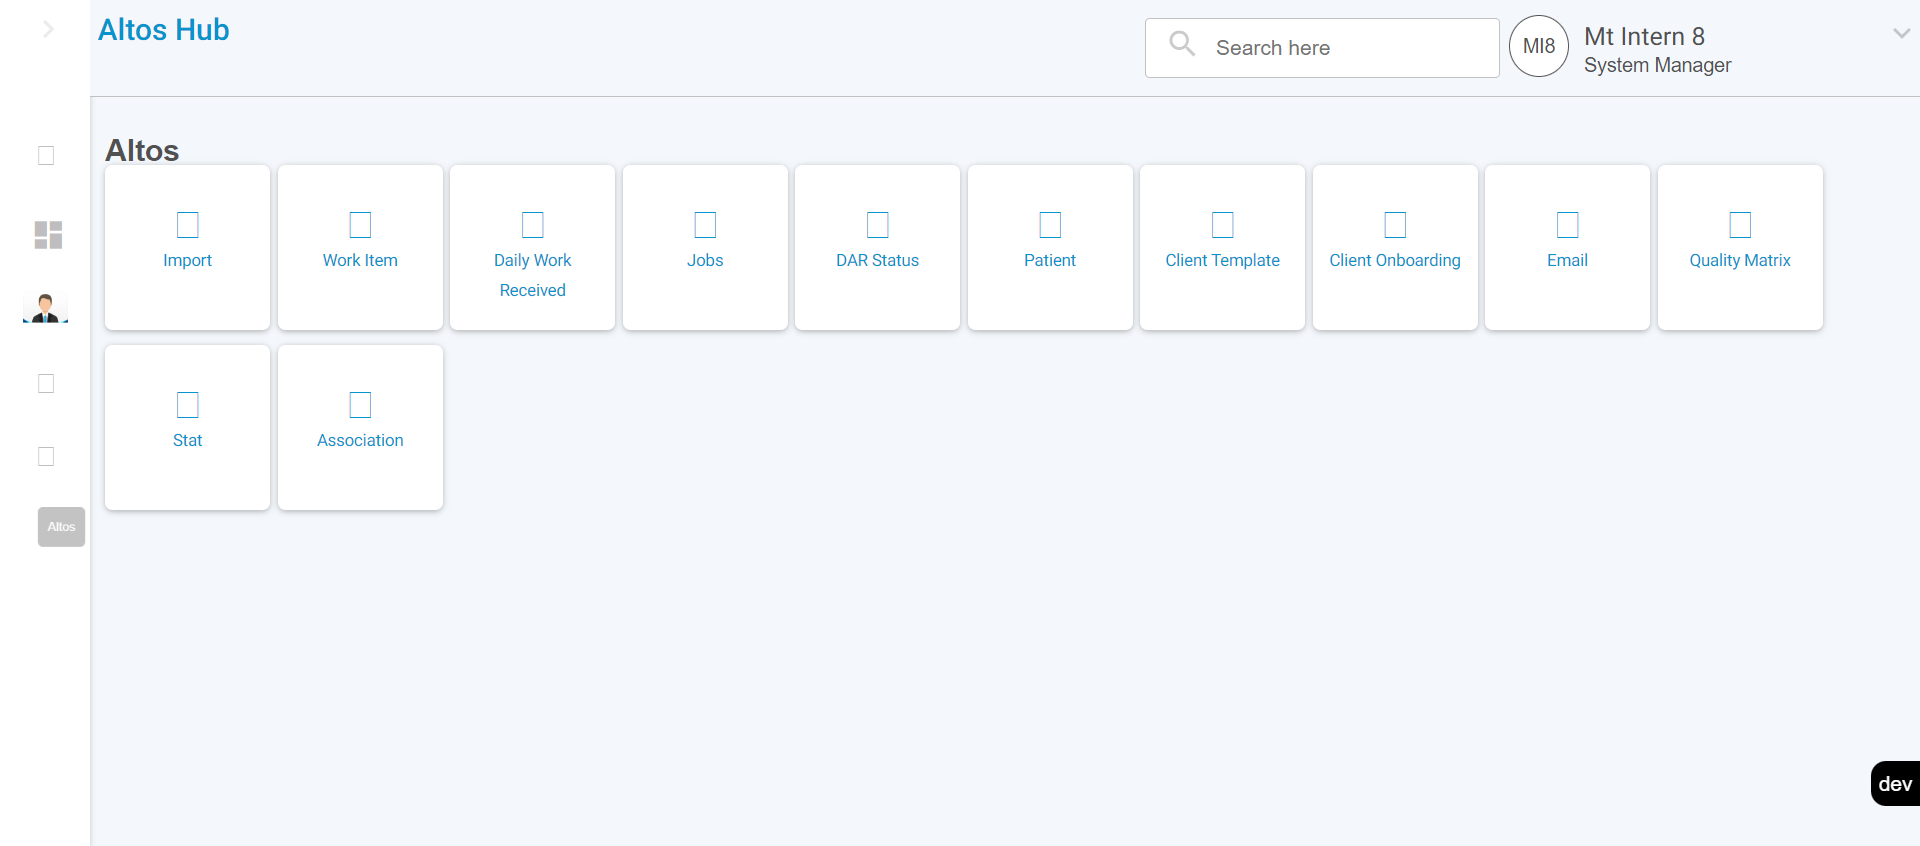 Altos Hub
Search here
MI8
Mt Intern 8
System Manager
Altos
Import
Work Item
Daily Work
Received
Jobs
DAR Status
Patient
Client Template
Client Onboarding
Email
Quality Matrix
Stat
Association
Altos
dev